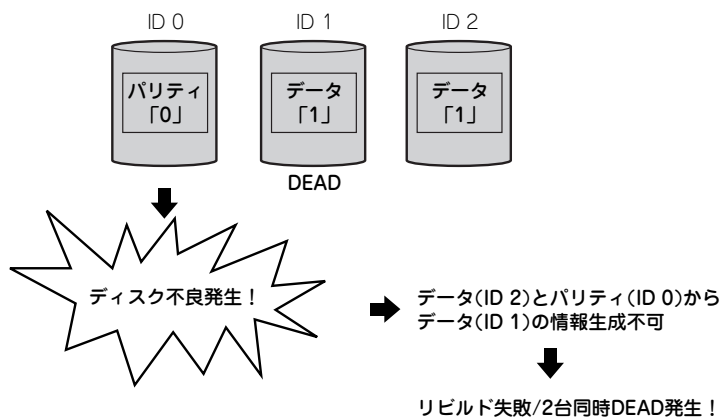 ID 0
ID 1
ID 2
パリティ
「0」
データ
「1」
データ
「1」
DEAD
ディスク不良発生！
データ(ID 2)とパリティ(ID 0)から
データ(ID 1)の情報生成不可
リビルド失敗/2台同時DEAD発生！